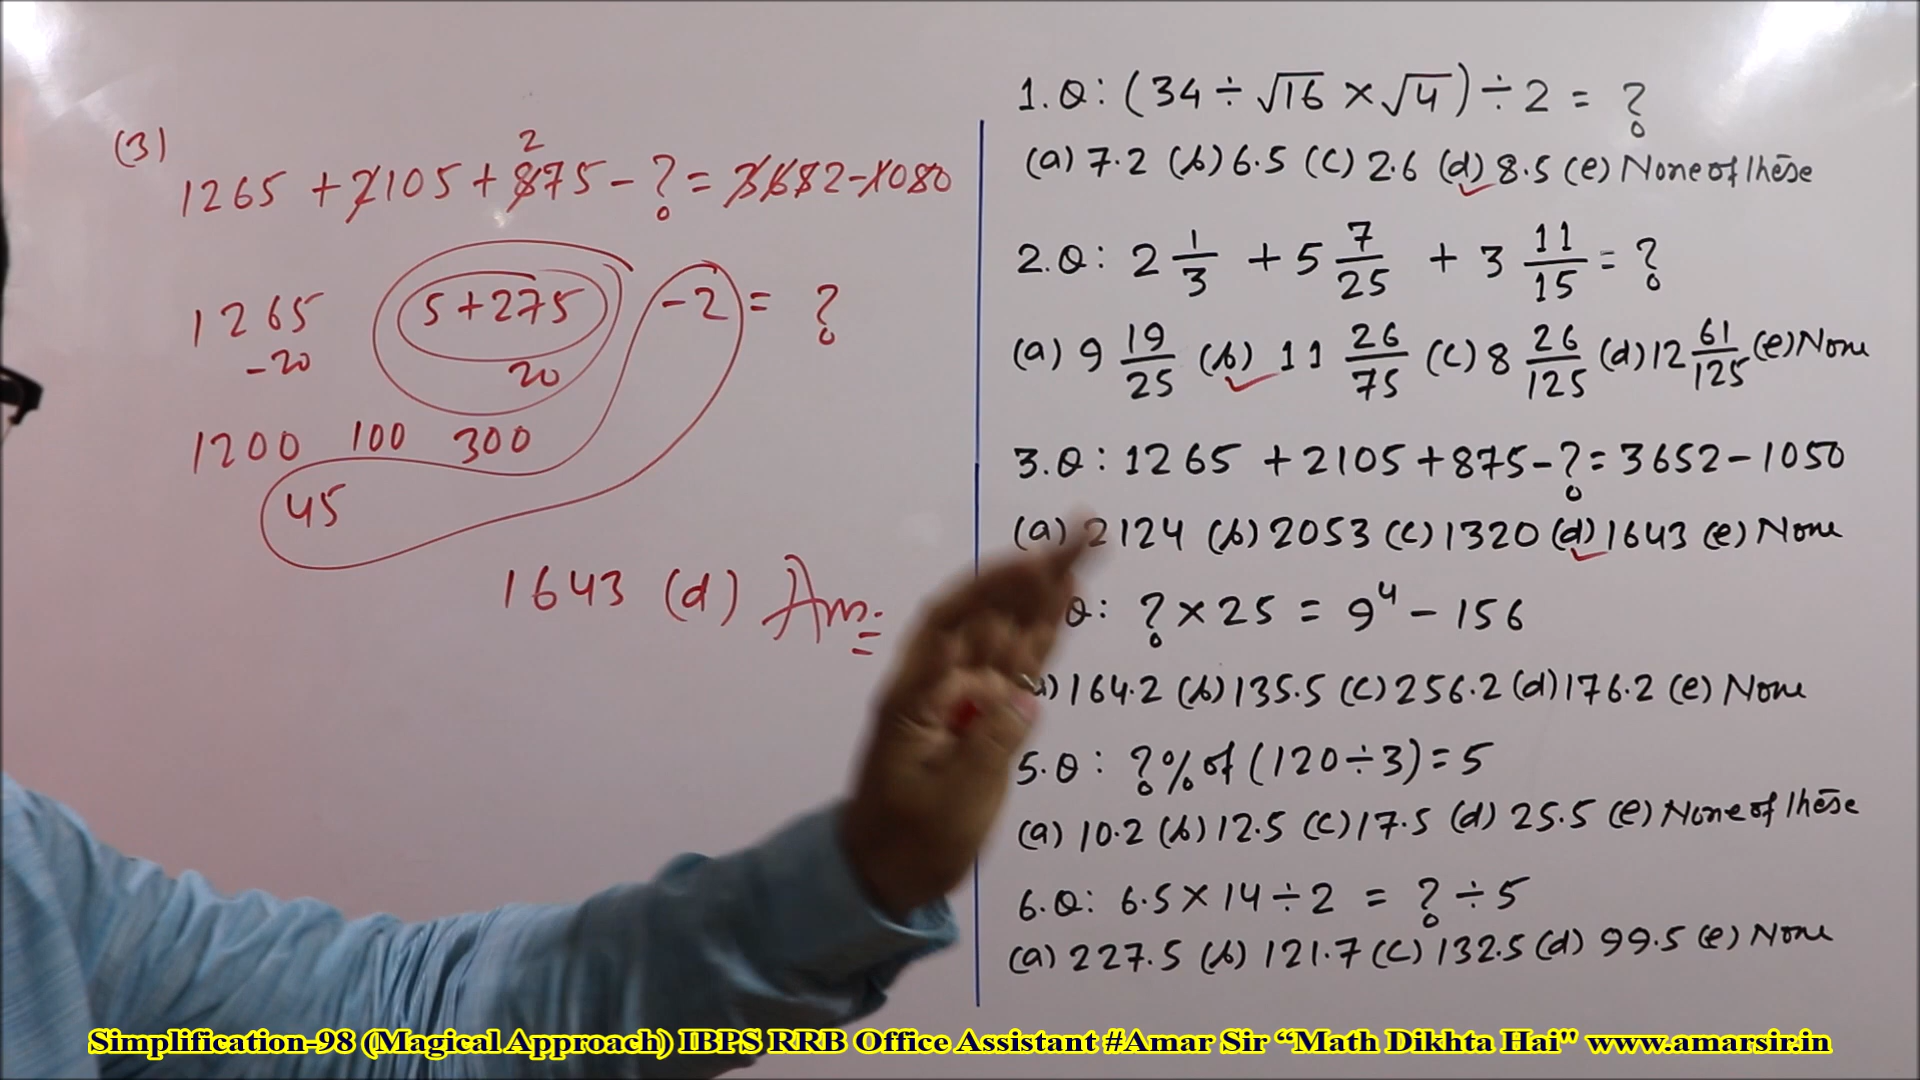 (3)
2
1265 + 2105 + 875 - ? = 3652 - 1050
1265 5+275 -2 = ?
-20 20
1200 100 300
45
1643 (d) Ans.
1.Q: (34 ÷ √16 × √4) ÷ 2 = ?
(a) 7.2 (b) 6.5 (c) 2.6 (d) 8.5 (e) None of these
2.Q: 2 1/3 + 5 7/25 + 3 11/15 = ?
(a) 9 19/25 (b) 11 26/75 (c) 8 26/125 (d) 12 61/125 (e) None
3.Q: 1265 + 2105 + 875 - ? = 3652 - 1050
(a) 2124 (b) 2053 (c) 1320 (d) 1643 (e) None
Q: ? × 25 = 9⁴ - 156
) 164.2 (b) 135.5 (c) 256.2 (d) 176.2 (e) None
5.Q: ?% of (120 ÷ 3) = 5
(a) 10.2 (b) 12.5 (c) 17.5 (d) 25.5 (e) None of these
6.Q: 6.5 × 14 ÷ 2 = ? ÷ 5
(a) 227.5 (b) 121.7 (c) 132.5 (d) 99.5 (e) None
Simplification-98 (Magical Approach) IBPS RRB Office Assistant #Amar Sir “Math Dikhta Hai" www.amarsir.in